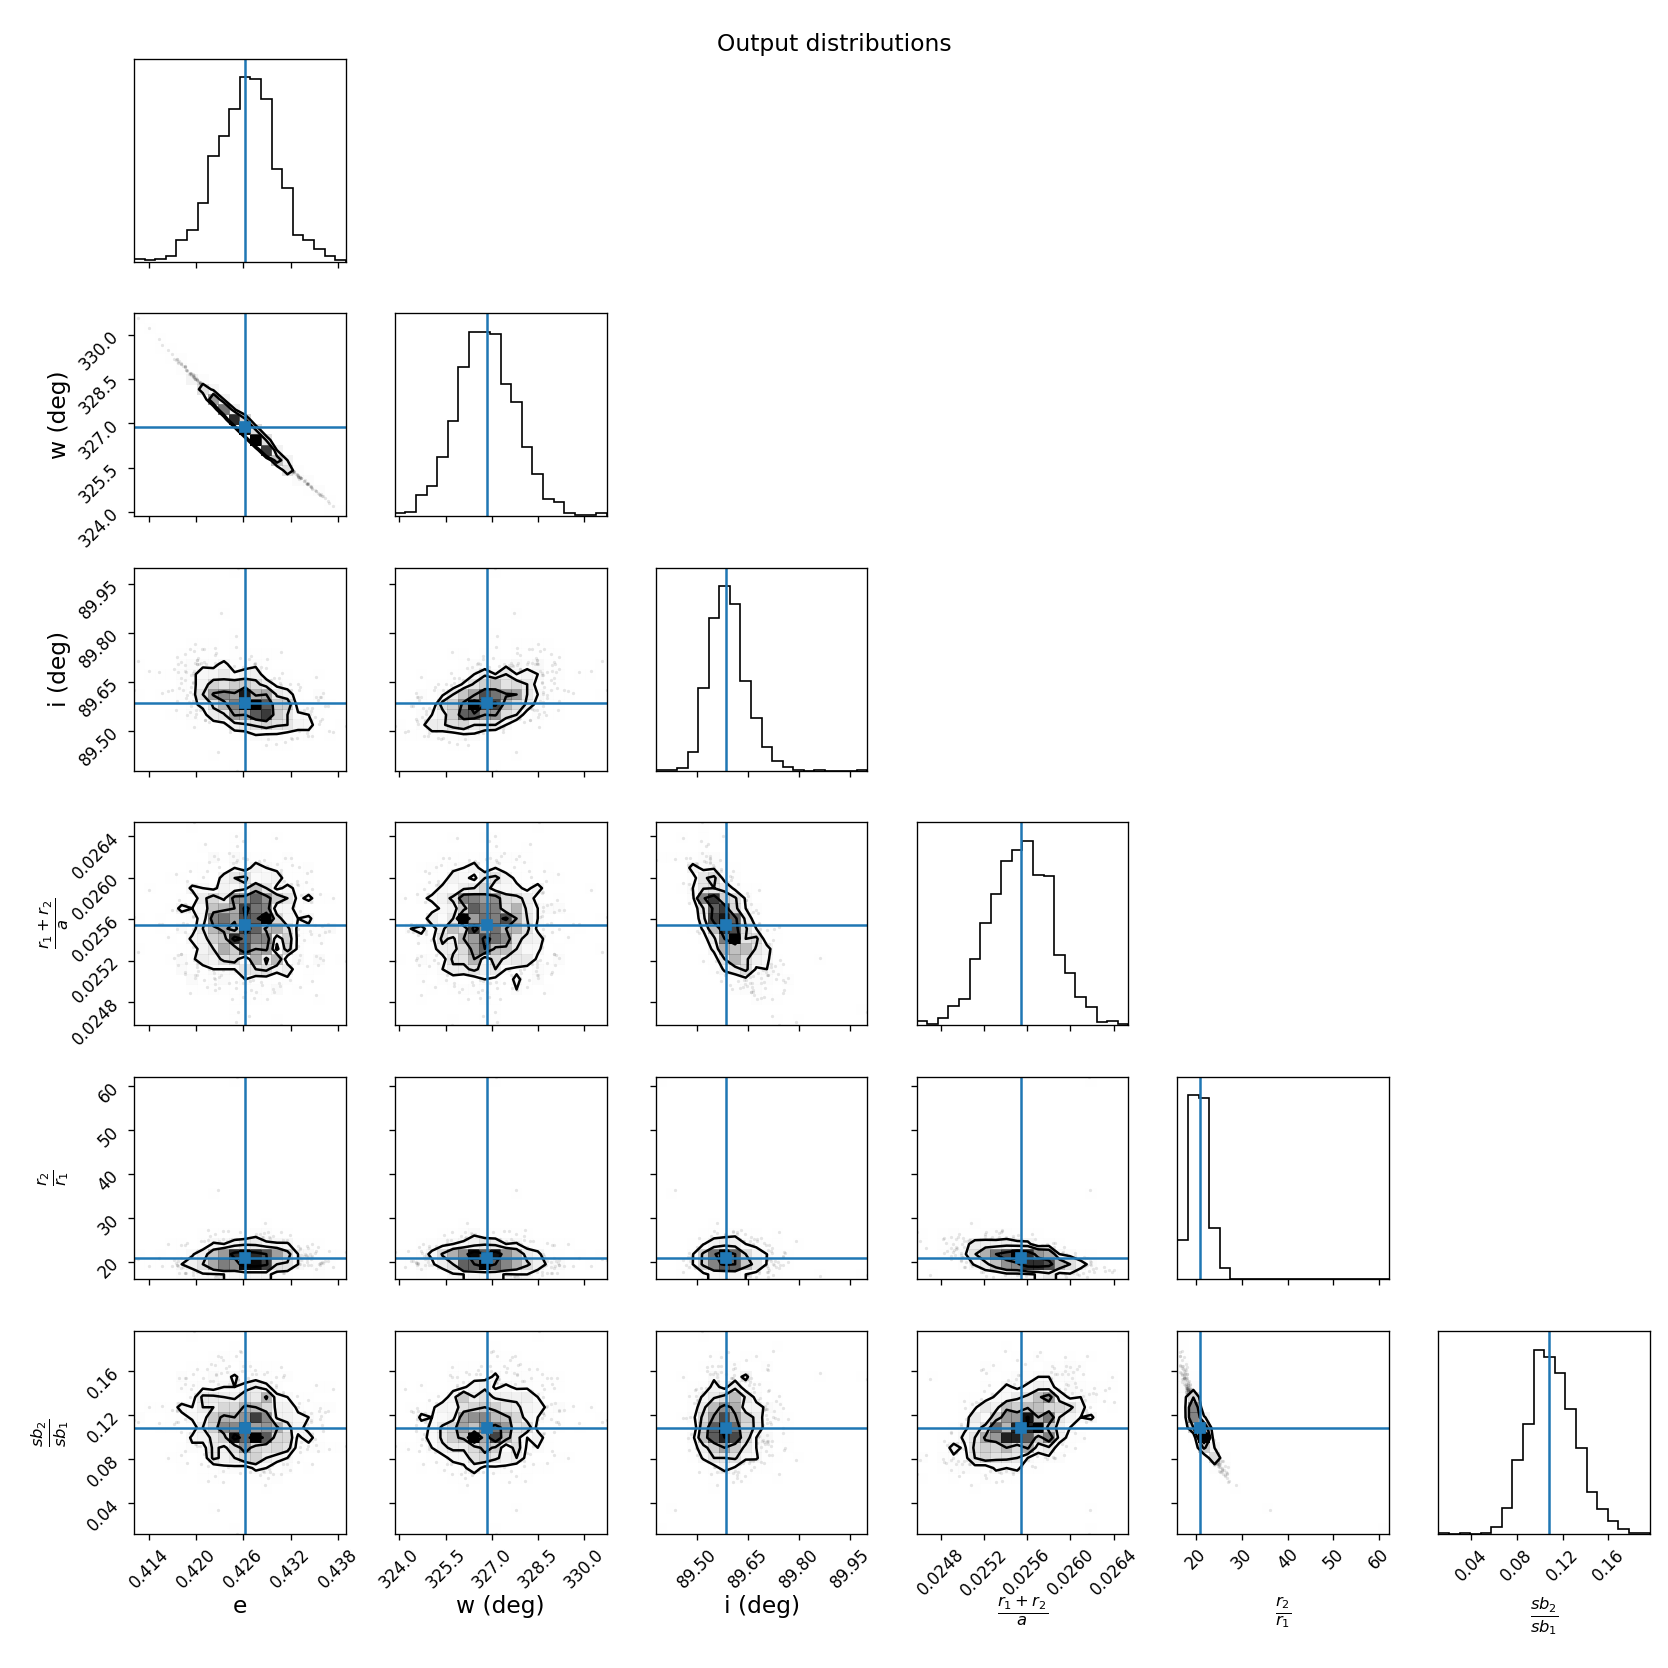 Output distributions
w (deg)
330.0
328.5
327.0
325.5
324.0
i (deg)
89.95
89.80
89.65
89.50
r₁ + r₂
a
0.0264
0.0260
0.0256
0.0252
0.0248
r₂
r₁
60
50
40
30
20
sb₂
sb₁
0.16
0.12
0.08
0.04
0.414 0.420 0.426 0.432 0.438 324.0 325.5 327.0 328.5 330.0 89.50 89.65 89.80 89.95 0.0248 0.0252 0.0256 0.0260 0.0264 20 30 40 50 60 0.04 0.08 0.12 0.16
e w (deg) i (deg)
r₁ + r₂
a
r₂
r₁
sb₂
sb₁